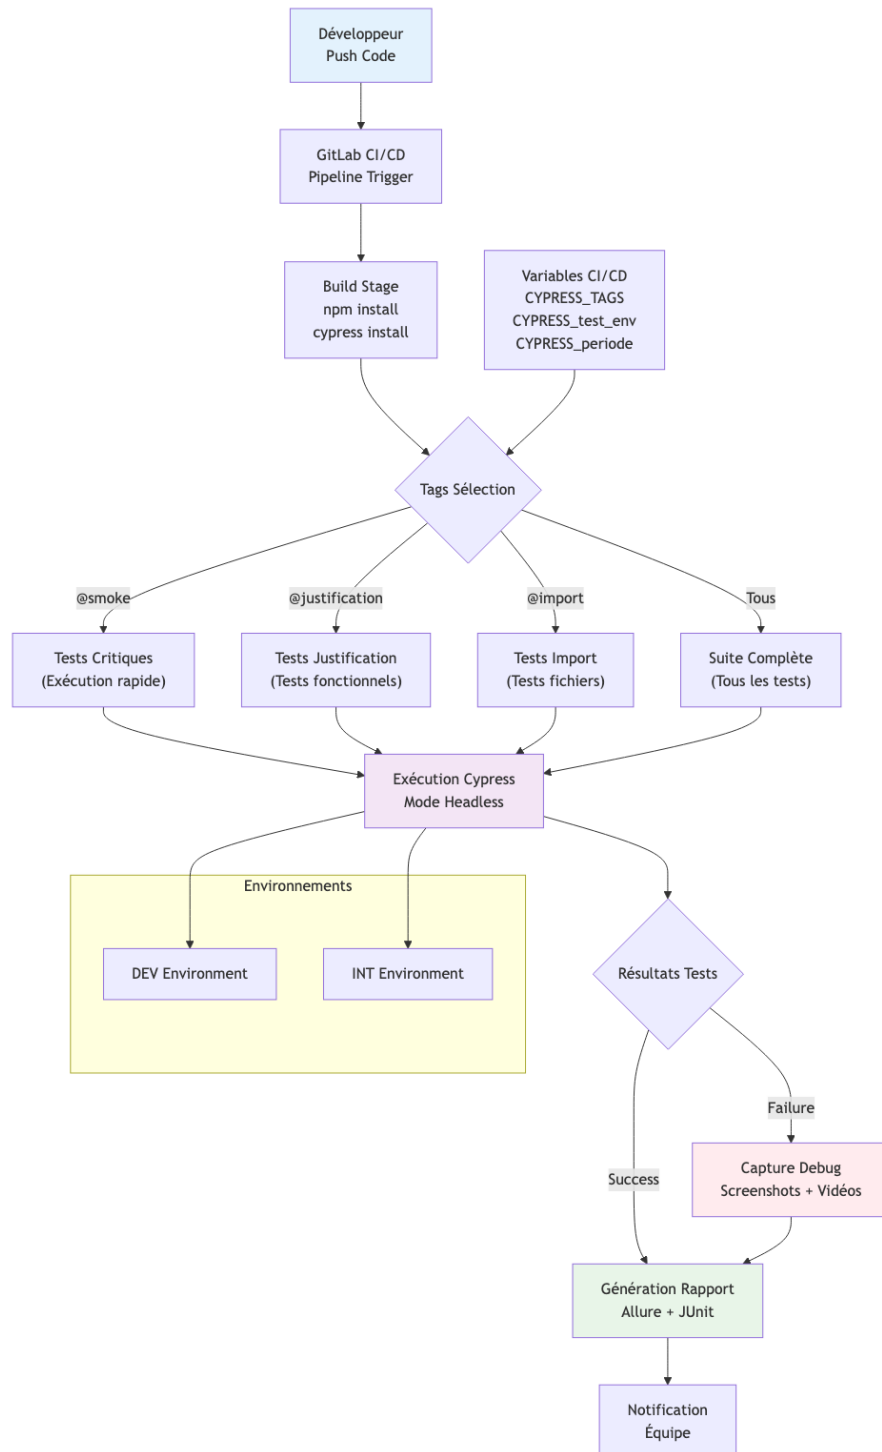 Développeur
Push Code
GitLab CI/CD
Pipeline Trigger
Build Stage
npm install
cypress install
Variables CI/CD
CYPRESS_TAGS
CYPRESS_test_env
CYPRESS_periode
Tags Sélection
@smoke
@justification
@import
Tous
Tests Critiques
(Exécution rapide)
Tests Justification
(Tests fonctionnels)
Tests Import
(Tests fichiers)
Suite Complète
(Tous les tests)
Exécution Cypress
Mode Headless
Environnements
DEV Environment
INT Environment
Résultats Tests
Failure
Success
Capture Debug
Screenshots + Vidéos
Génération Rapport
Allure + JUnit
Notification
Équipe